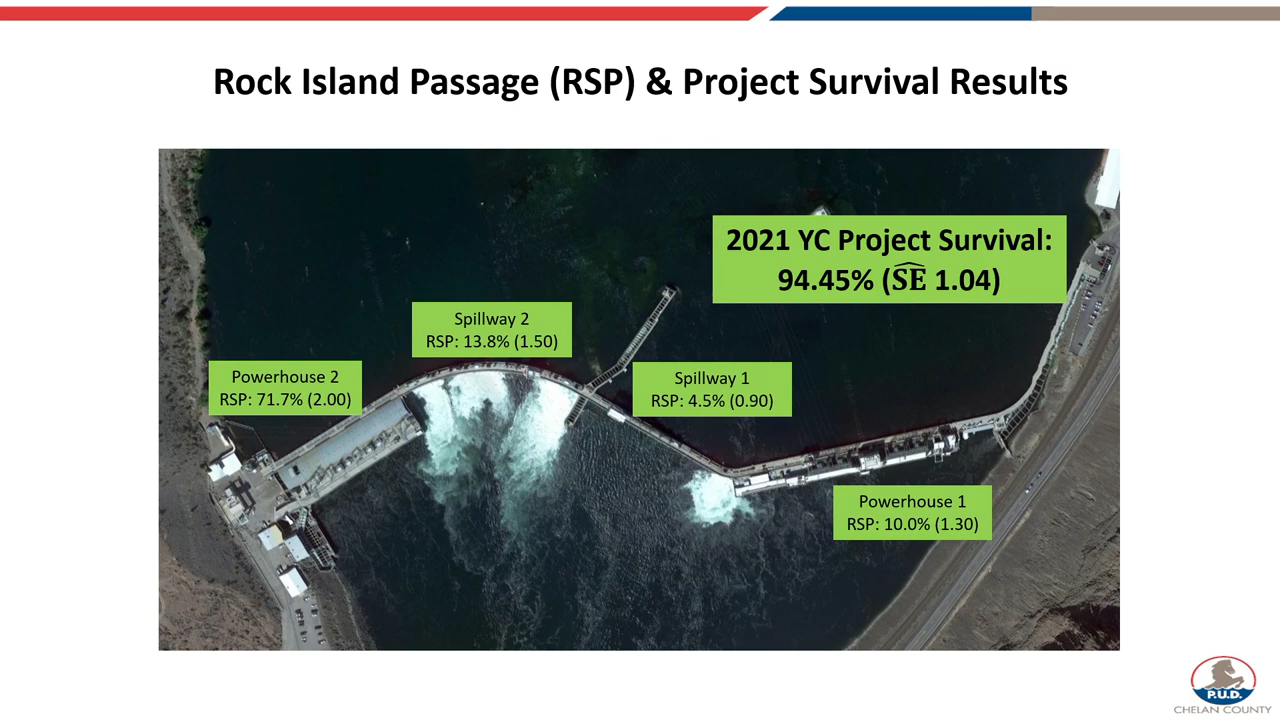 Rock Island Passage (RSP) & Project Survival Results
2021 YC Project Survival:
94.45% (S͡E 1.04)
Spillway 2
RSP: 13.8% (1.50)
Powerhouse 2
RSP: 71.7% (2.00)
Spillway 1
RSP: 4.5% (0.90)
Powerhouse 1
RSP: 10.0% (1.30)
P.U.D.
CHELAN COUNTY